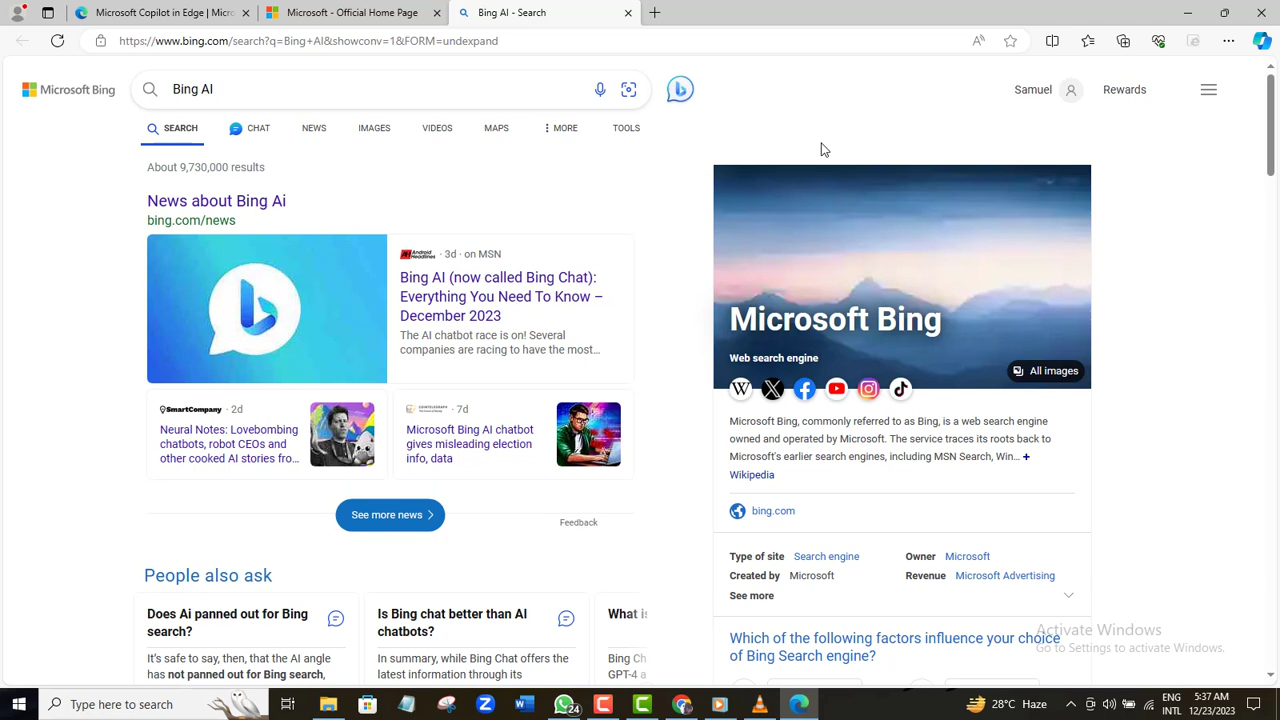 Microsoft Copilot Edge AI Mic
Microsoft - Official Home Page
Bing AI - Search
https://www.bing.com/search?q=Bing+AI&showconv=1&FORM=undexpand
Microsoft Bing
Bing AI
Samuel
Rewards
SEARCH
CHAT
NEWS
IMAGES
VIDEOS
MAPS
MORE
TOOLS
About 9,730,000 results
News about Bing Ai
bing.com/news
Android Headlines · 3d · on MSN
Bing AI (now called Bing Chat):
Everything You Need To Know –
December 2023
The AI chatbot race is on! Several
companies are racing to have the most...
SmartCompany · 2d
Neural Notes: Lovebombing
chatbots, robot CEOs and
other cooked AI stories fro...
COINTELEGRAPH · 7d
Microsoft Bing AI chatbot
gives misleading election
info, data
See more news
Feedback
People also ask
Does Ai panned out for Bing
search?
It's safe to say, then, that the AI angle
has not panned out for Bing search,
Is Bing chat better than AI
chatbots?
In summary, while Bing Chat offers the
latest information through its
What is
Bing Ch
GPT-4 a
Microsoft Bing
Web search engine
All images
Microsoft Bing, commonly referred to as Bing, is a web search engine
owned and operated by Microsoft. The service traces its roots back to
Microsoft's earlier search engines, including MSN Search, Win… +
Wikipedia
bing.com
Type of site Search engine
Owner Microsoft
Created by Microsoft
Revenue Microsoft Advertising
See more
Which of the following factors influence your choice
of Bing Search engine?
Activate Windows
Go to Settings to activate Windows.
Type here to search
24
28°C Haze
ENG
INTL
5:37 AM
12/23/2023